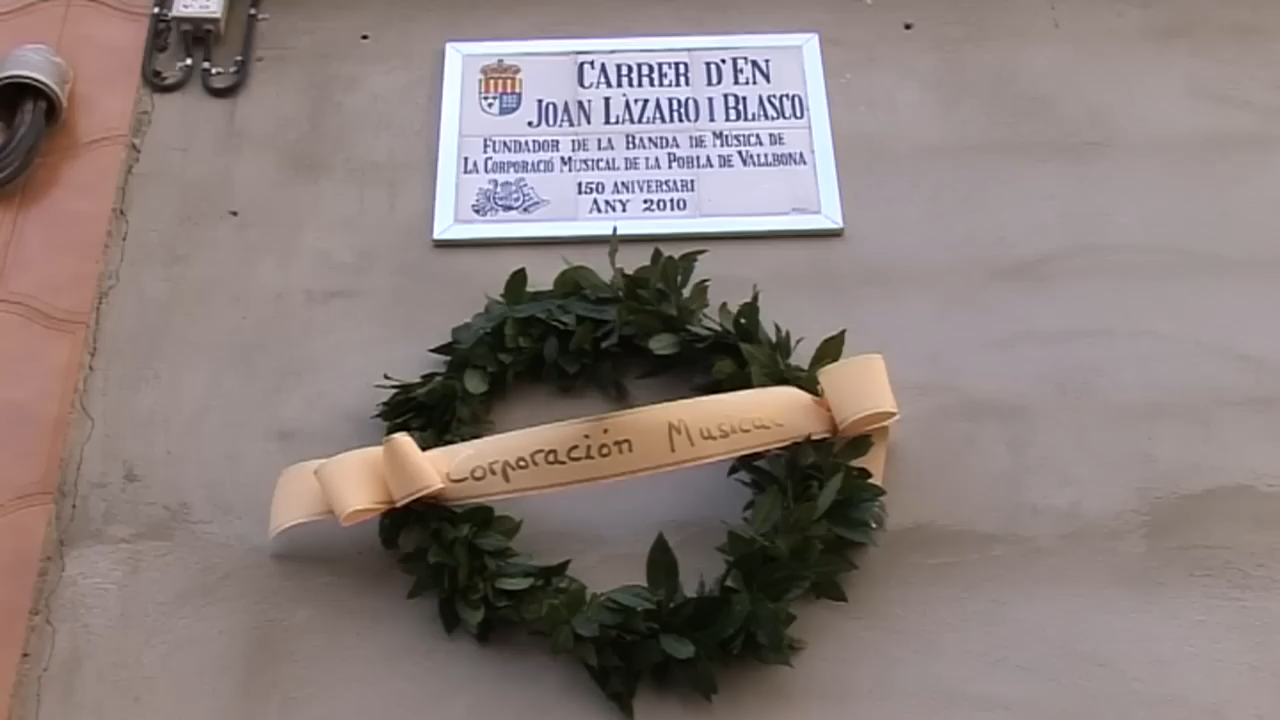 CARRER D'EN
JOAN LÀZARO I BLASCO
FUNDADOR DE LA BANDA DE MÚSICA DE
LA CORPORACIÓ MUSICAL DE LA POBLA DE VALLBONA
150 ANIVERSARI
ANY 2010
Corporación Musical